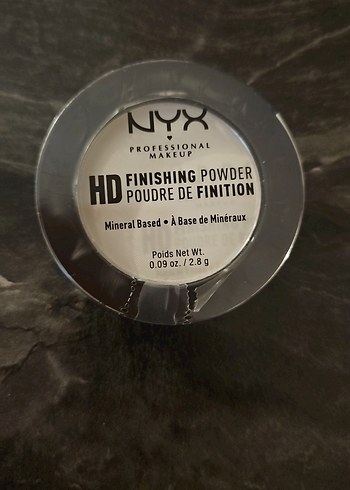 NYX
PROFESSIONAL
MAKEUP
HD FINISHING POWDER
POUDRE DE FINITION
Mineral Based • À Base de Minéraux
Poids Net Wt.
0.09 oz. / 2.8 g